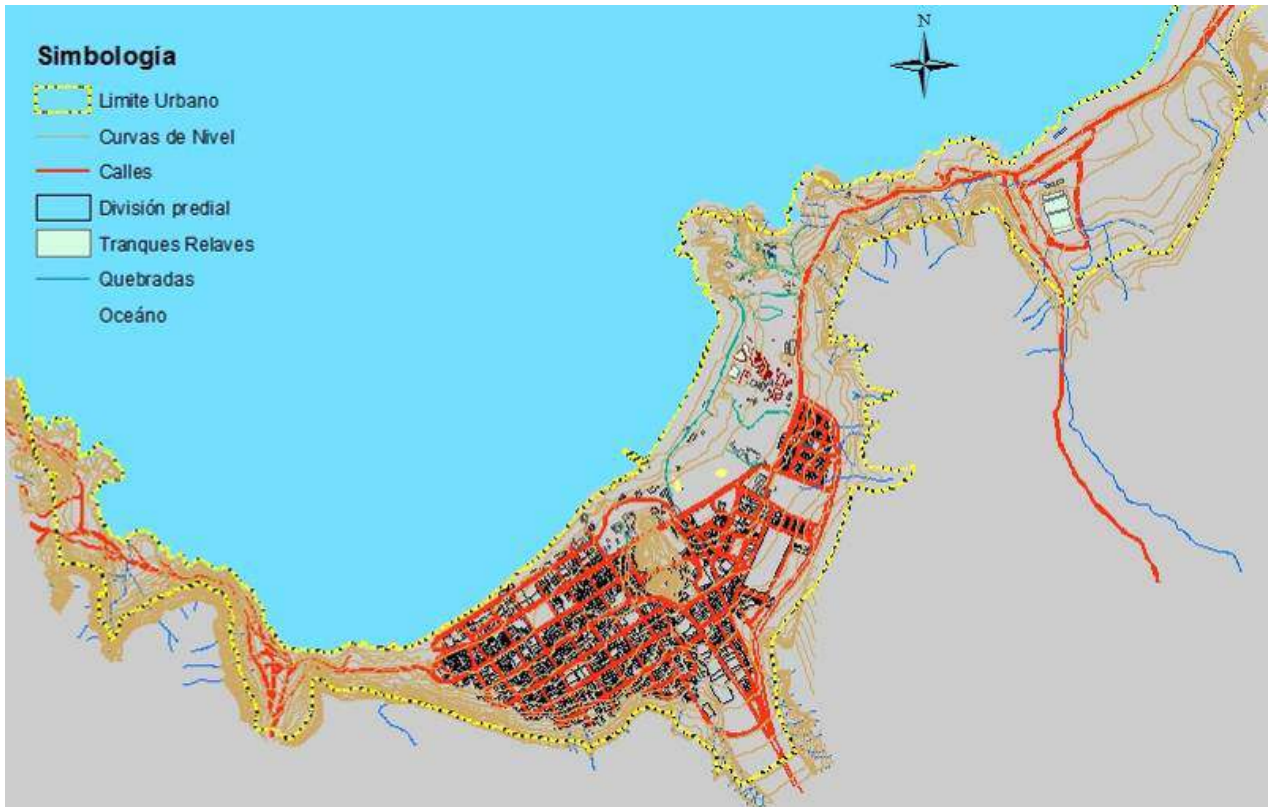 Simbología
Limite Urbano
Curvas de Nivel
Calles
División predial
Tranques Relaves
Quebradas
Oceáno
N